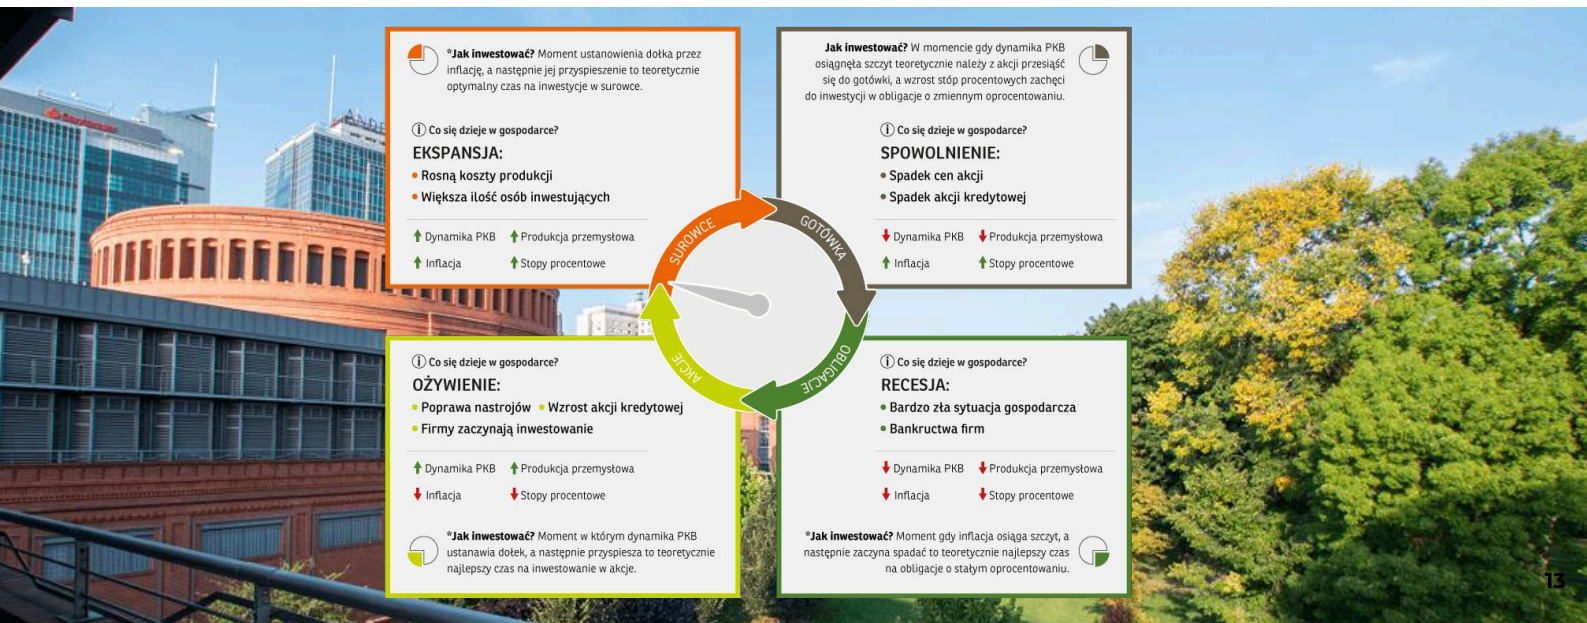 *Jak inwestować? Moment ustanowienia dołka przez
inflację, a następnie jej przyspieszenie to teoretycznie
optymalny czas na inwestycje w surowce.
ⓘ Co się dzieje w gospodarce?
EKSPANSJA:
• Rosną koszty produkcji
• Większa ilość osób inwestujących
↑ Dynamika PKB ↑ Produkcja przemysłowa
↑ Inflacja ↑ Stopy procentowe
Jak inwestować? W momencie gdy dynamika PKB
osiągnęła szczyt teoretycznie należy z akcji przesiąść
się do gotówki, a wzrost stóp procentowych zachęci
do inwestycji w obligacje o zmiennym oprocentowaniu.
ⓘ Co się dzieje w gospodarce?
SPOWOLNIENIE:
• Spadek cen akcji
• Spadek akcji kredytowej
↓ Dynamika PKB ↓ Produkcja przemysłowa
↑ Inflacja ↑ Stopy procentowe
SUROWCE
GOTÓWKA
OBLIGACJE
AKCJE
ⓘ Co się dzieje w gospodarce?
OŻYWIENIE:
• Poprawa nastrojów • Wzrost akcji kredytowej
• Firmy zaczynają inwestowanie
↑ Dynamika PKB ↑ Produkcja przemysłowa
↓ Inflacja ↓ Stopy procentowe
*Jak inwestować? Moment w którym dynamika PKB
ustanawia dołek, a następnie przyspiesza to teoretycznie
najlepszy czas na inwestowanie w akcje.
ⓘ Co się dzieje w gospodarce?
RECESJA:
• Bardzo zła sytuacja gospodarcza
• Bankructwa firm
↓ Dynamika PKB ↓ Produkcja przemysłowa
↓ Inflacja ↓ Stopy procentowe
*Jak inwestować? Moment gdy inflacja osiąga szczyt, a
następnie zaczyna spadać to teoretycznie najlepszy czas
na obligacje o stałym oprocentowaniu.
13